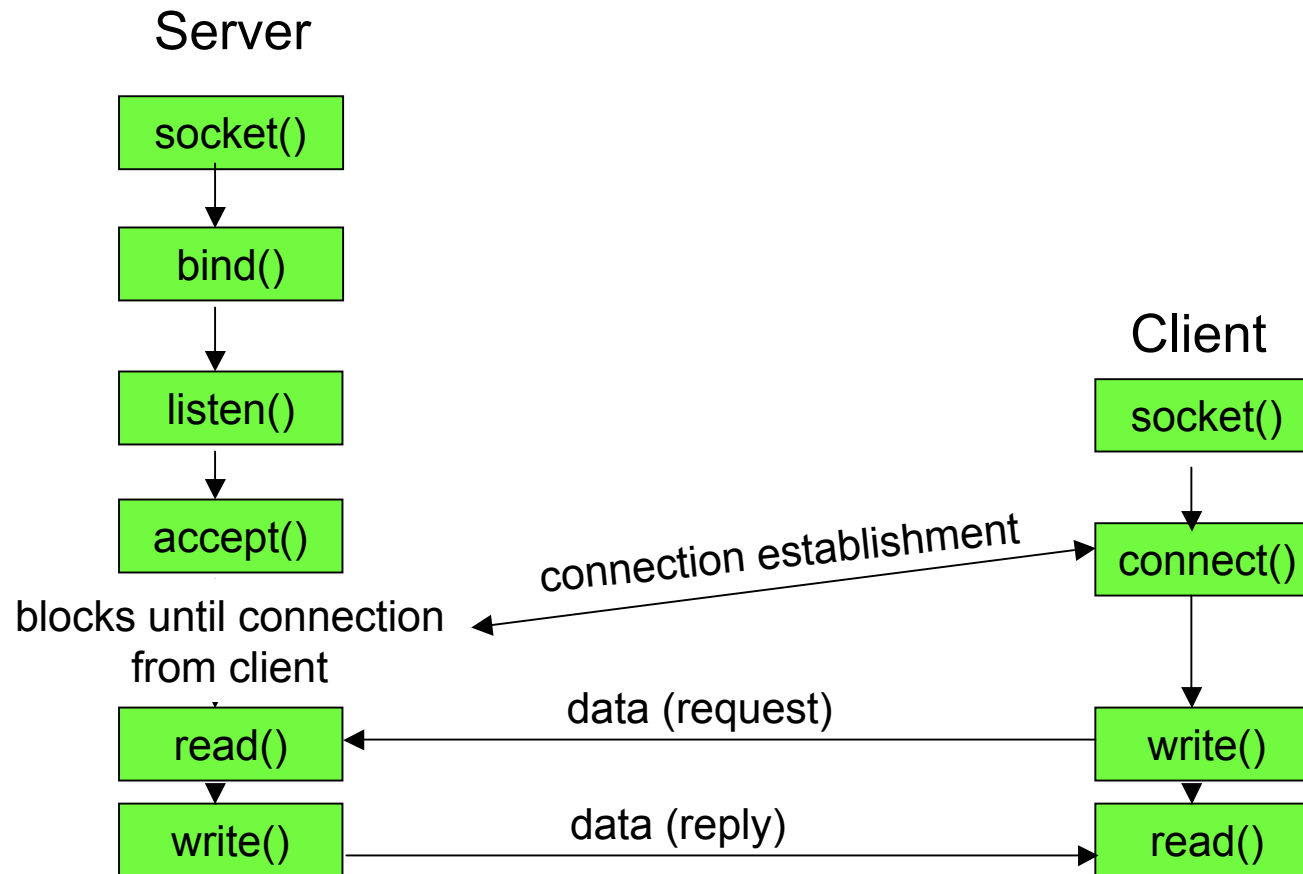 Server
socket()
bind()
listen()
accept()
blocks until connection
from client
read()
write()
connection establishment
data (request)
data (reply)
Client
socket()
connect()
write()
read()